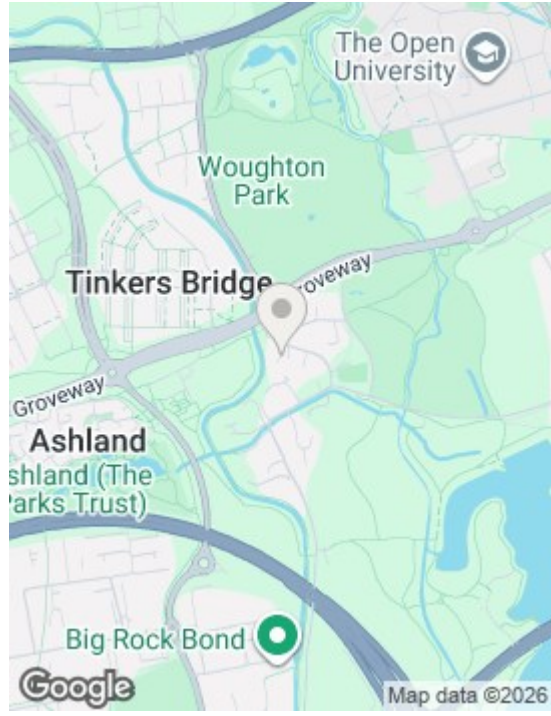 The Open
University
Woughton
Park
Tinkers Bridge
Groveway
Groveway
Ashland
shland (The
Parks Trust)
Big Rock Bond
Google
Map data ©2026